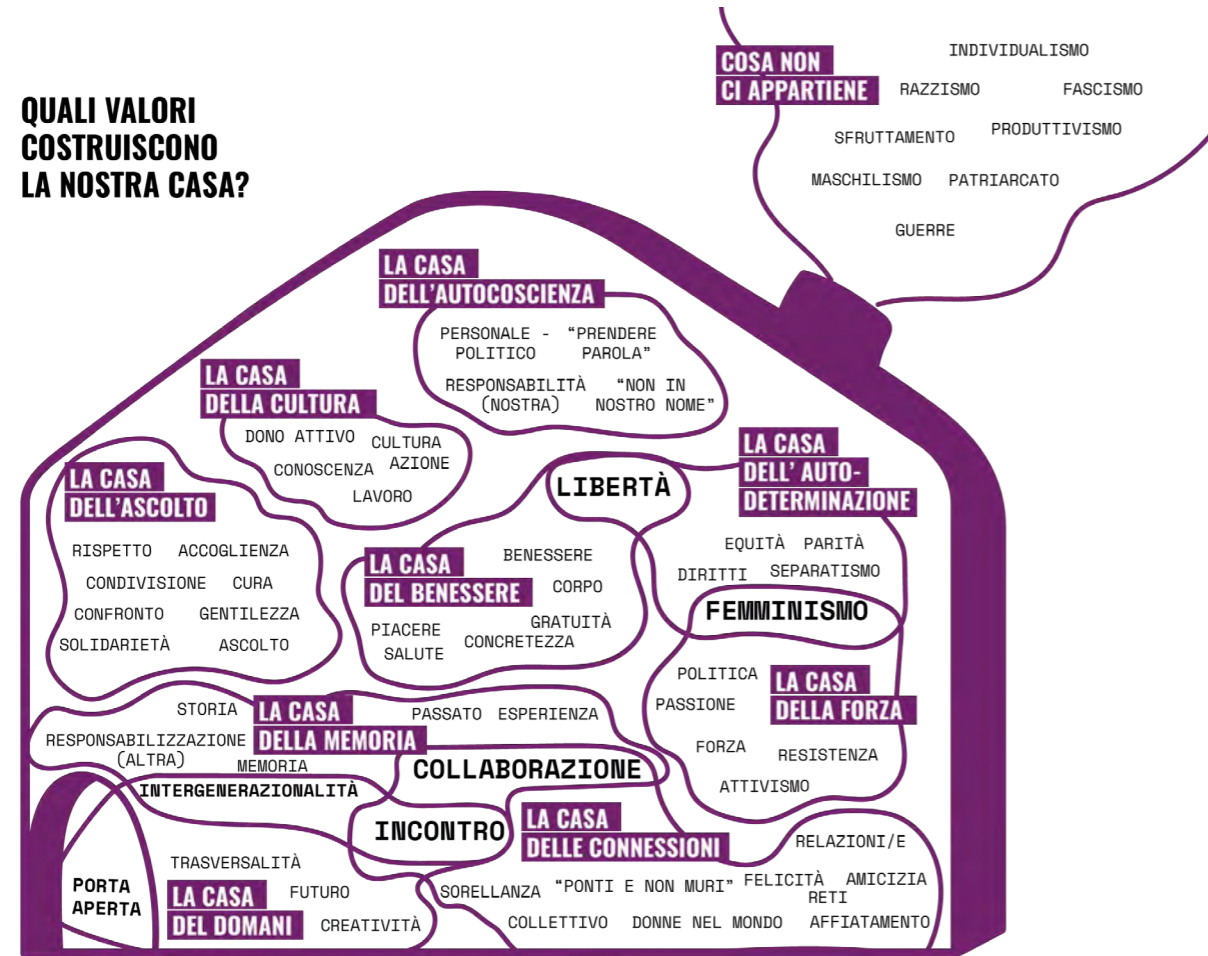 QUALI VALORI
COSTRUISCONO
LA NOSTRA CASA?
COSA NON
CI APPARTIENE
INDIVIDUALISMO
RAZZISMO
FASCISMO
SFRUTTAMENTO
PRODUTTIVISMO
MASCHILISMO
PATRIARCATO
GUERRE
LA CASA
DELL'AUTOCOSCIENZA
PERSONALE -
POLITICO
"PRENDERE
PAROLA"
RESPONSABILITÀ
(NOSTRA)
"NON IN
NOSTRO NOME"
LA CASA
DELLA CULTURA
DONO ATTIVO
CULTURA
CONOSCENZA
AZIONE
LAVORO
LA CASA
DELL'ASCOLTO
RISPETTO
ACCOGLIENZA
CONDIVISIONE
CURA
CONFRONTO
GENTILEZZA
SOLIDARIETÀ
ASCOLTO
LIBERTÀ
LA CASA
DEL BENESSERE
BENESSERE
CORPO
GRATUITÀ
PIACERE
CONCRETEZZA
SALUTE
LA CASA
DELL' AUTO-
DETERMINAZIONE
EQUITÀ
PARITÀ
DIRITTI
SEPARATISMO
FEMMINISMO
POLITICA
PASSIONE
LA CASA
DELLA FORZA
FORZA
RESISTENZA
ATTIVISMO
STORIA
LA CASA
DELLA MEMORIA
PASSATO
ESPERIENZA
RESPONSABILIZZAZIONE
(ALTRA)
MEMORIA
INTERGENERAZIONALITÀ
COLLABORAZIONE
INCONTRO
LA CASA
DELLE CONNESSIONI
RELAZIONI/E
SORELLANZA
"PONTI E NON MURI"
FELICITÀ
AMICIZIA
RETI
COLLETTIVO
DONNE NEL MONDO
AFFIATAMENTO
TRASVERSALITÀ
PORTA
APERTA
LA CASA
DEL DOMANI
FUTURO
CREATIVITÀ